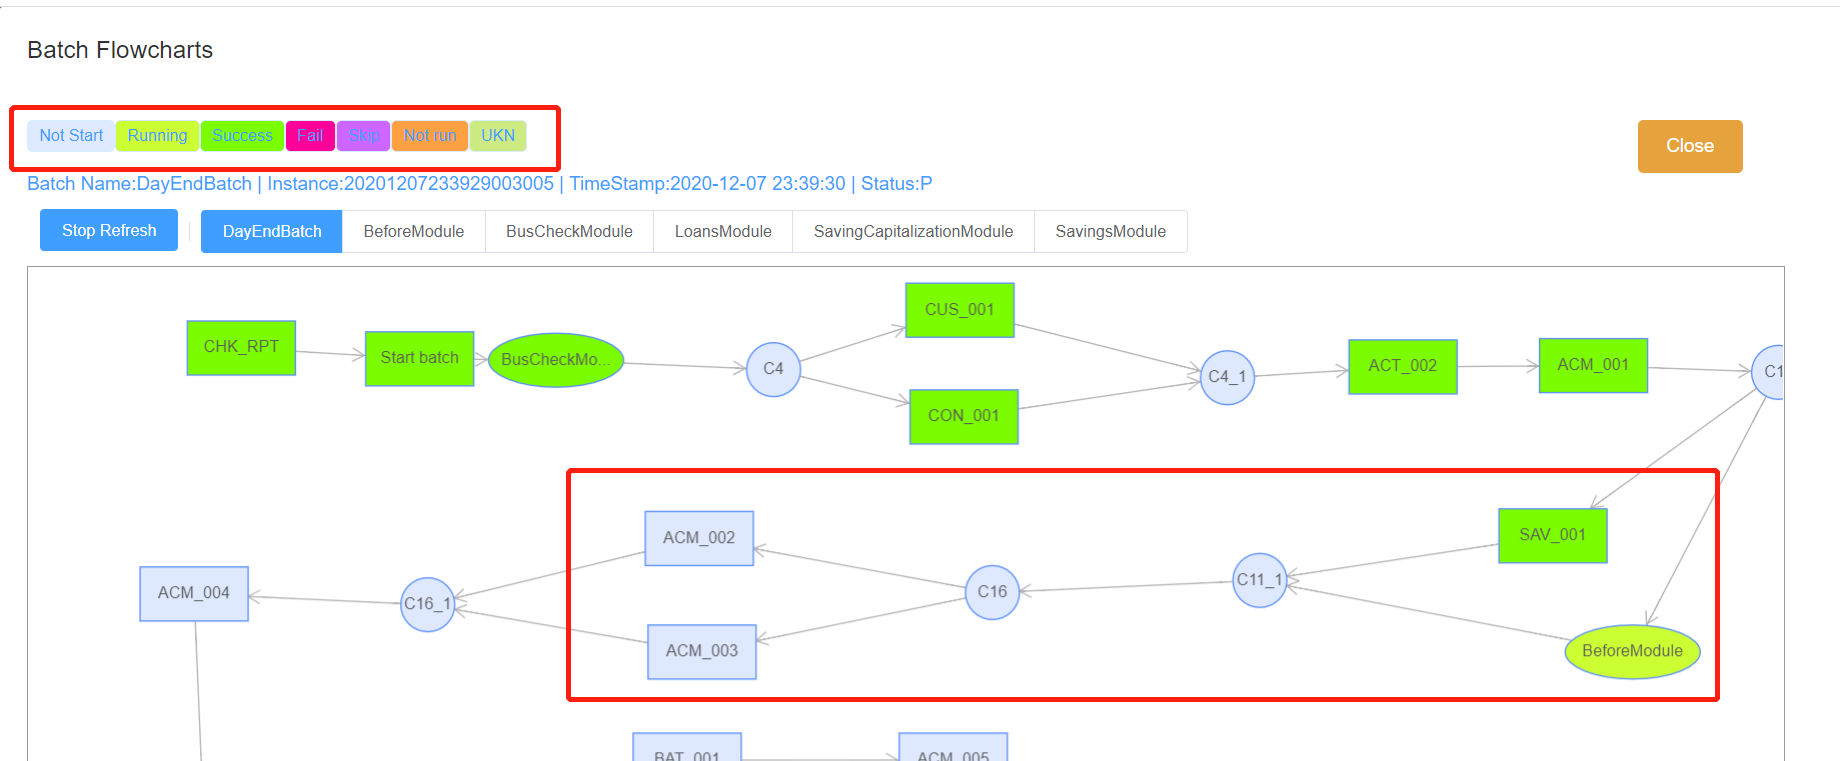 Batch Flowcharts
Not Start Running Success Fail Skip Not run UKN
Close
Batch Name:DayEndBatch | Instance:20201207233929003005 | TimeStamp:2020-12-07 23:39:30 | Status:P
Stop Refresh DayEndBatch BeforeModule BusCheckModule LoansModule SavingCapitalizationModule SavingsModule
CUS_001
CHK_RPT
Start batch
BusCheckMo...
C4
C4_1
ACT_002
ACM_001
C1
CON_001
ACM_002
SAV_001
ACM_004
C16_1
C16
C11_1
ACM_003
BeforeModule
BAT_001
ACM_005